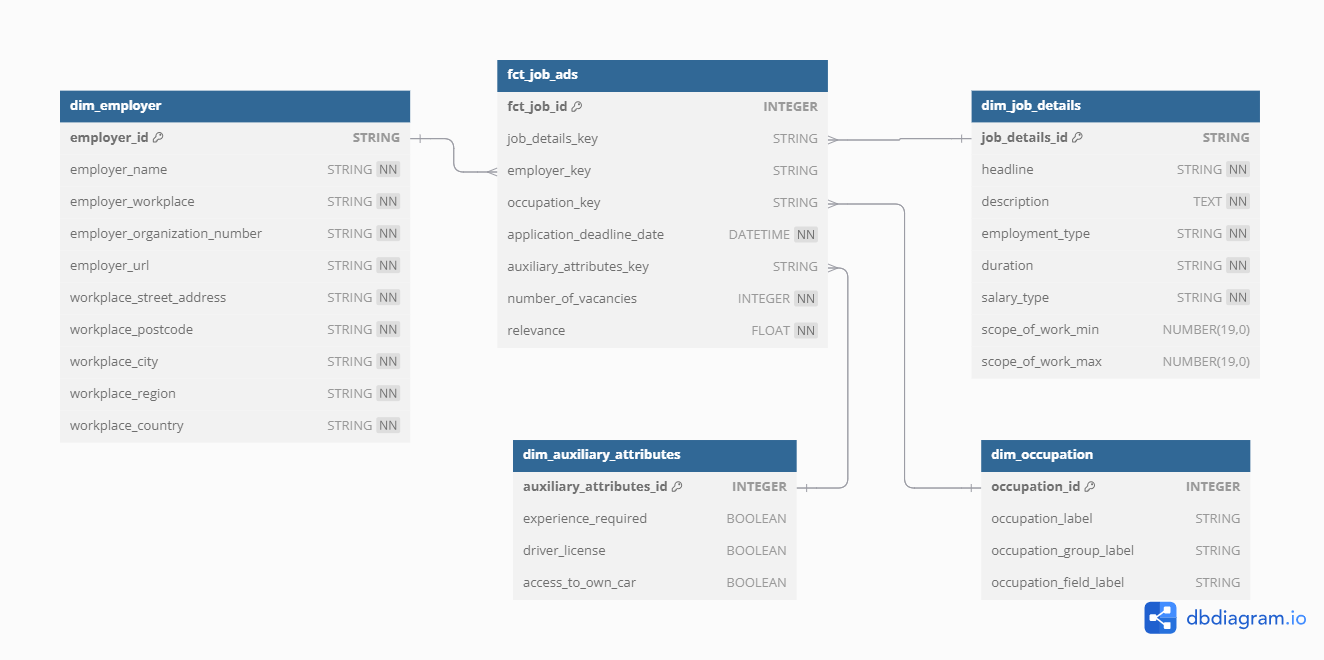 dim_employer
employer_id STRING
employer_name STRING NN
employer_workplace STRING NN
employer_organization_number STRING NN
employer_url STRING NN
workplace_street_address STRING NN
workplace_postcode STRING NN
workplace_city STRING NN
workplace_region STRING NN
workplace_country STRING NN
fct_job_ads
fct_job_id INTEGER
job_details_key STRING
employer_key STRING
occupation_key STRING
application_deadline_date DATETIME NN
auxiliary_attributes_key STRING
number_of_vacancies INTEGER NN
relevance FLOAT NN
dim_job_details
job_details_id STRING
headline STRING NN
description TEXT NN
employment_type STRING NN
duration STRING NN
salary_type STRING NN
scope_of_work_min NUMBER(19,0)
scope_of_work_max NUMBER(19,0)
dim_auxiliary_attributes
auxiliary_attributes_id INTEGER
experience_required BOOLEAN
driver_license BOOLEAN
access_to_own_car BOOLEAN
dim_occupation
occupation_id INTEGER
occupation_label STRING
occupation_group_label STRING
occupation_field_label STRING
dbdiagram.io